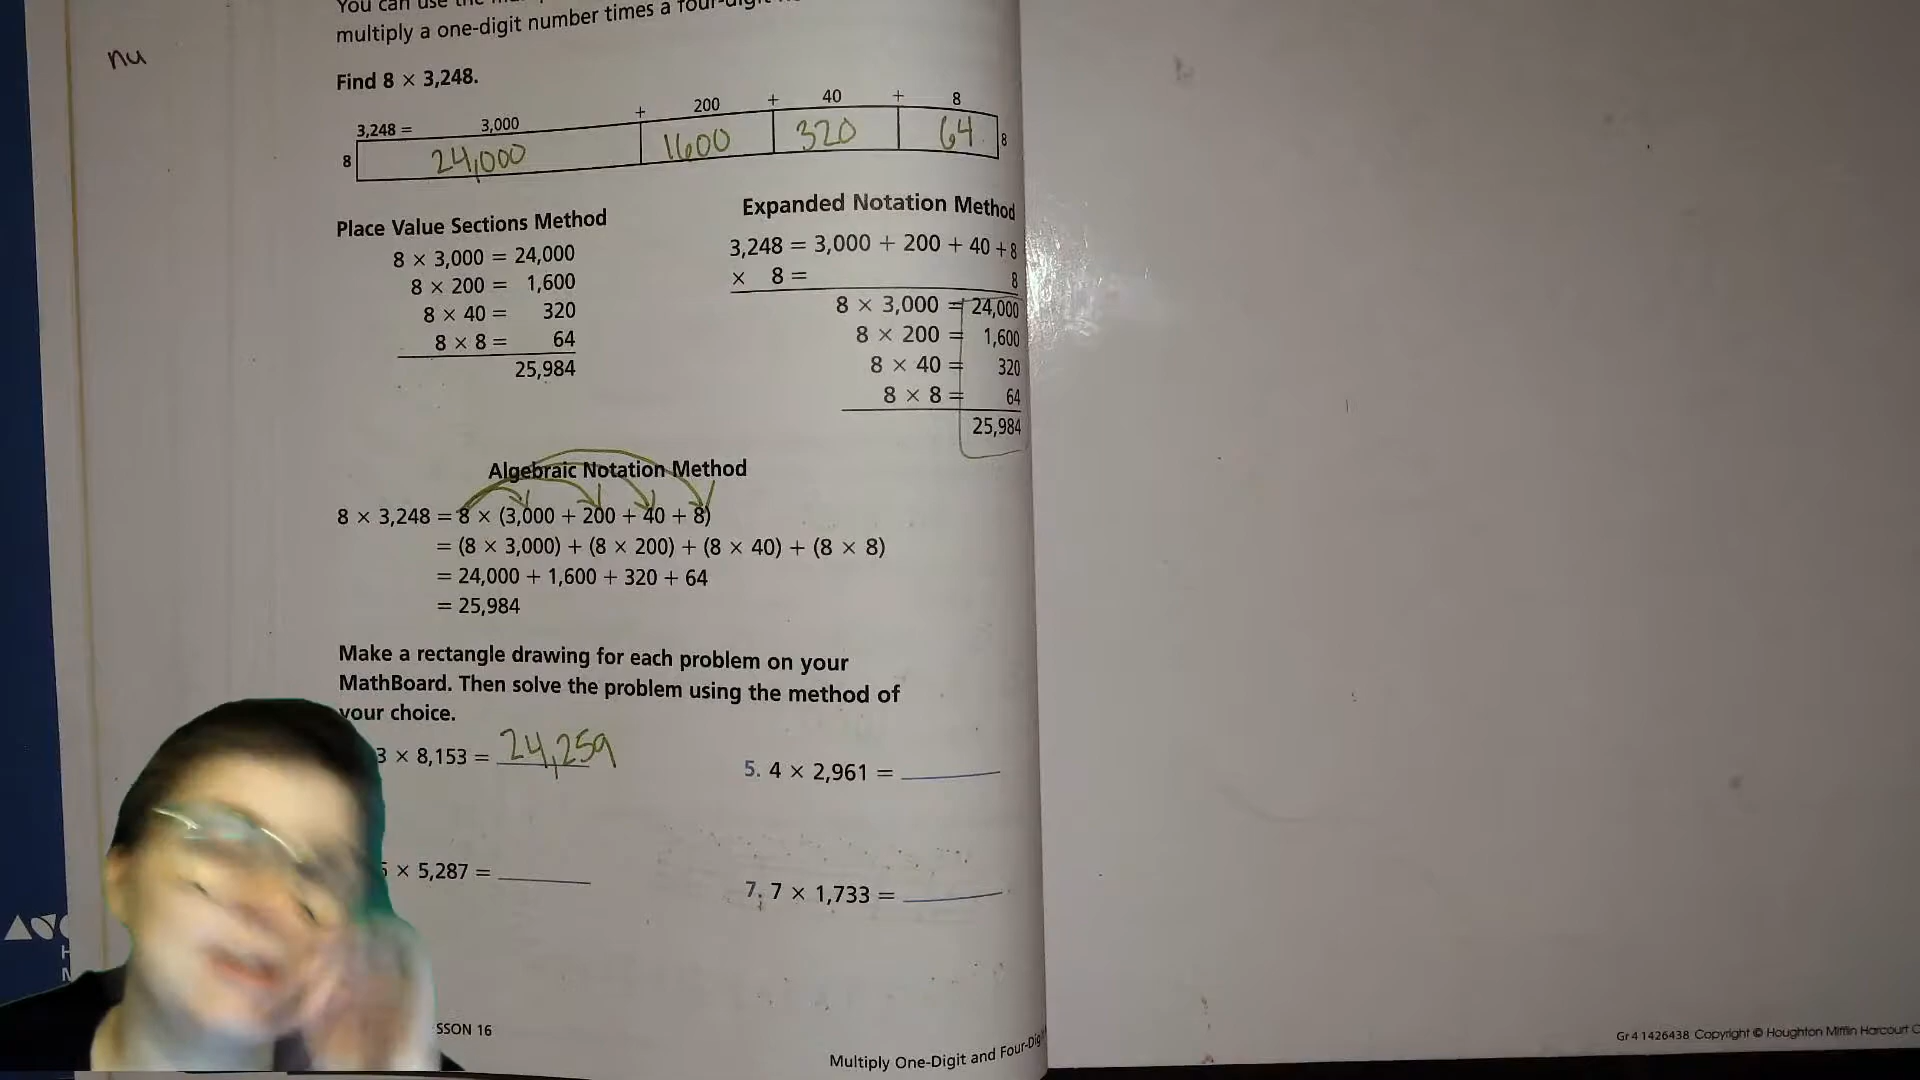 You can use the
multiply a one-digit number times a four-digit
nu
Find 8 × 3,248.
3,248 = 3,000 + 200 + 40 + 8
8 24,000 1600 320 64 8
Place Value Sections Method
8 × 3,000 = 24,000
8 × 200 = 1,600
8 × 40 = 320
8 × 8 = 64
25,984
Expanded Notation Method
3,248 = 3,000 + 200 + 40 + 8
× 8 = 8
8 × 3,000 = 24,000
8 × 200 = 1,600
8 × 40 = 320
8 × 8 = 64
25,984
Algebraic Notation Method
8 × 3,248 = 8 × (3,000 + 200 + 40 + 8)
= (8 × 3,000) + (8 × 200) + (8 × 40) + (8 × 8)
= 24,000 + 1,600 + 320 + 64
= 25,984
Make a rectangle drawing for each problem on your
MathBoard. Then solve the problem using the method of
your choice.
3 × 8,153 = 24,259
5. 4 × 2,961 =
× 5,287 =
7. 7 × 1,733 =
SSON 16
Multiply One-Digit and Four-Dig
Gr4 1426438 Copyright © Houghton Mifflin Harcourt